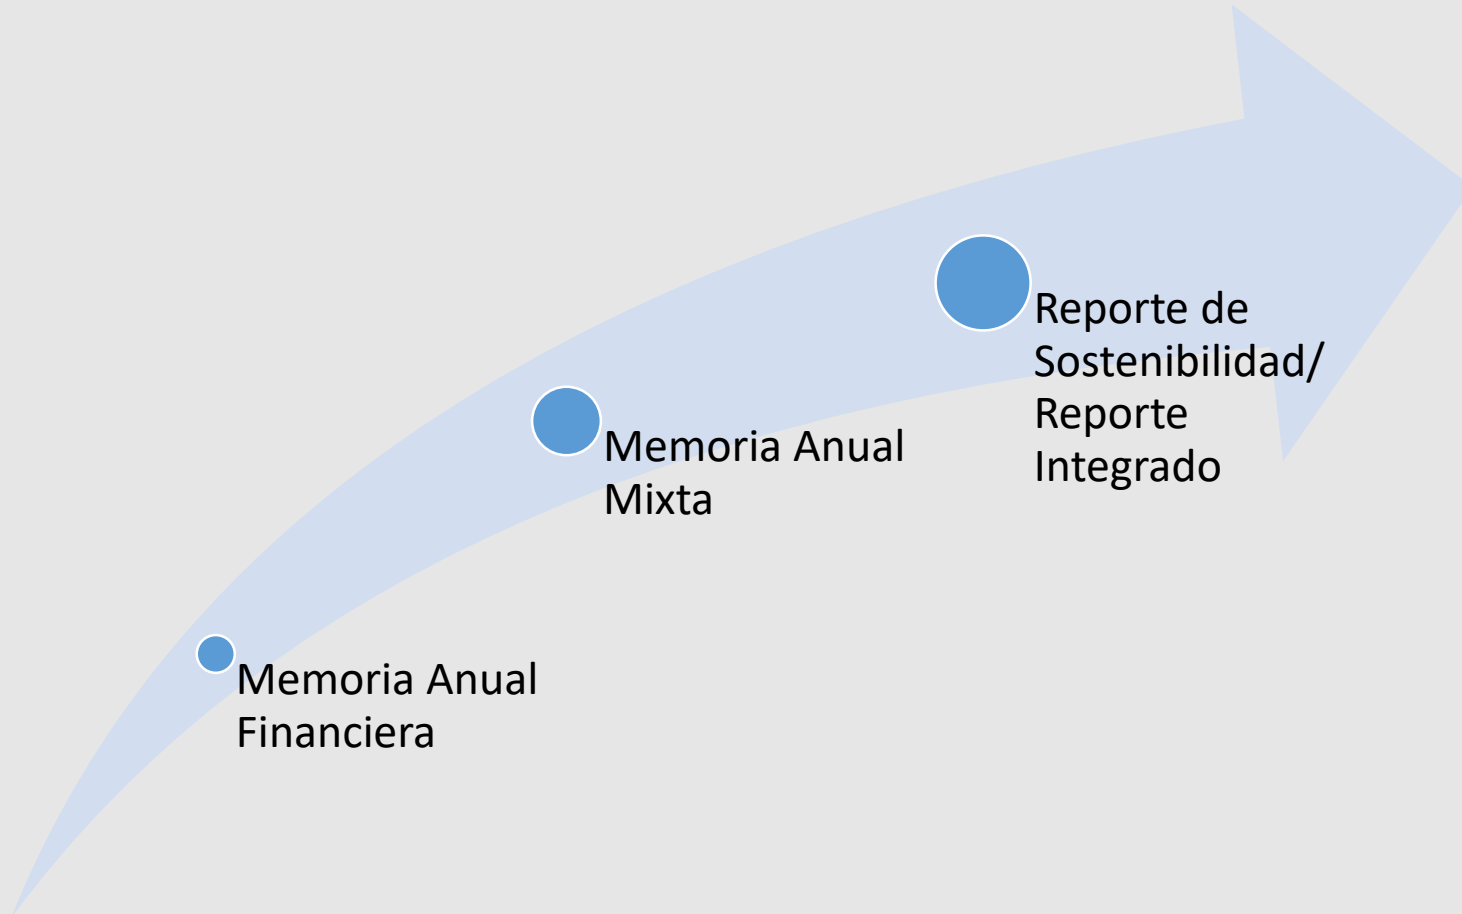 Reporte de
Sostenibilidad/
Reporte
Integrado
Memoria Anual
Mixta
Memoria Anual
Financiera